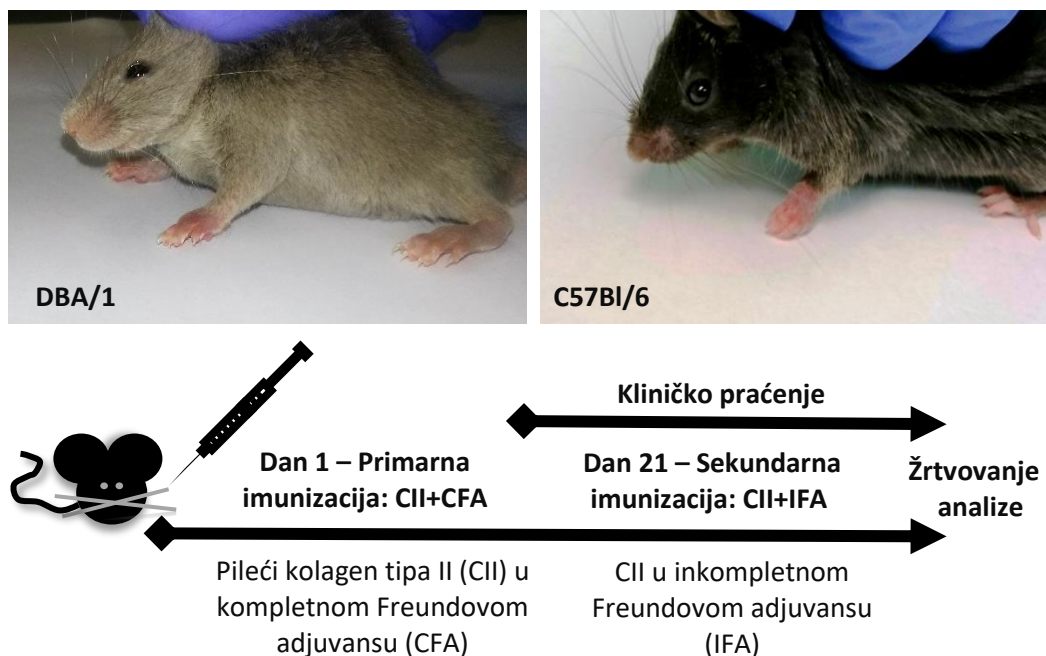 DBA/1
C57Bl/6
Kliničko praćenje
Dan 1 – Primarna
imunizacija: CII+CFA
Dan 21 – Sekundarna
imunizacija: CII+IFA
Žrtvovanje
analize
Pileći kolagen tipa II (CII) u
kompletnom Freundovom
adjuvansu (CFA)
CII u inkompletnom
Freundovom adjuvansu
(IFA)